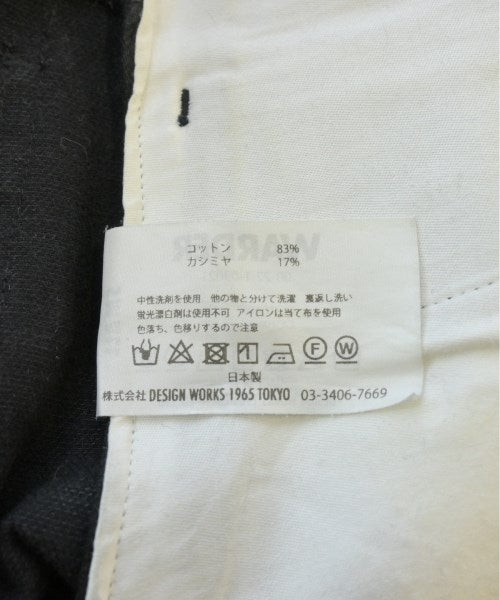 コットン 83%
カシミヤ 17%
中性洗剤を使用 他の物と分けて洗濯 裏返し洗い
蛍光漂白剤は使用不可 アイロンは当て布を使用
色落ち、色移りするので注意
F W
日本製
株式会社 DESIGN WORKS 1965 TOKYO 03-3406-7669